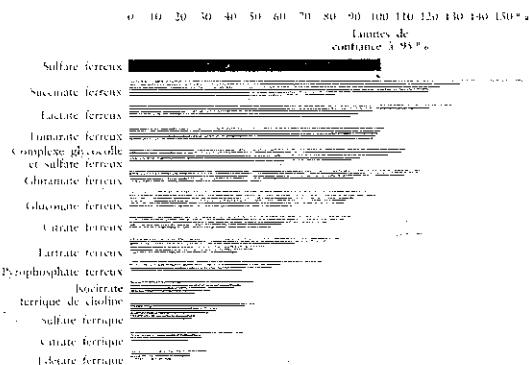 0 10 20 30 40 50 60 70 80 90 100 110 120 130 140 150 %
Limites de
confiance à 95 %
Sulfate ferreux
Succinate ferreux
Lactate ferreux
Fumarate ferreux
Complexe glycocolle
et sulfate ferreux
Glutamate ferreux
Gluconate ferreux
Citrate ferreux
Tartrate ferreux
Pyrophosphate ferreux
Isocitrate
ferrique de choline
Sulfate ferrique
Citrate ferrique
Edétate ferrique